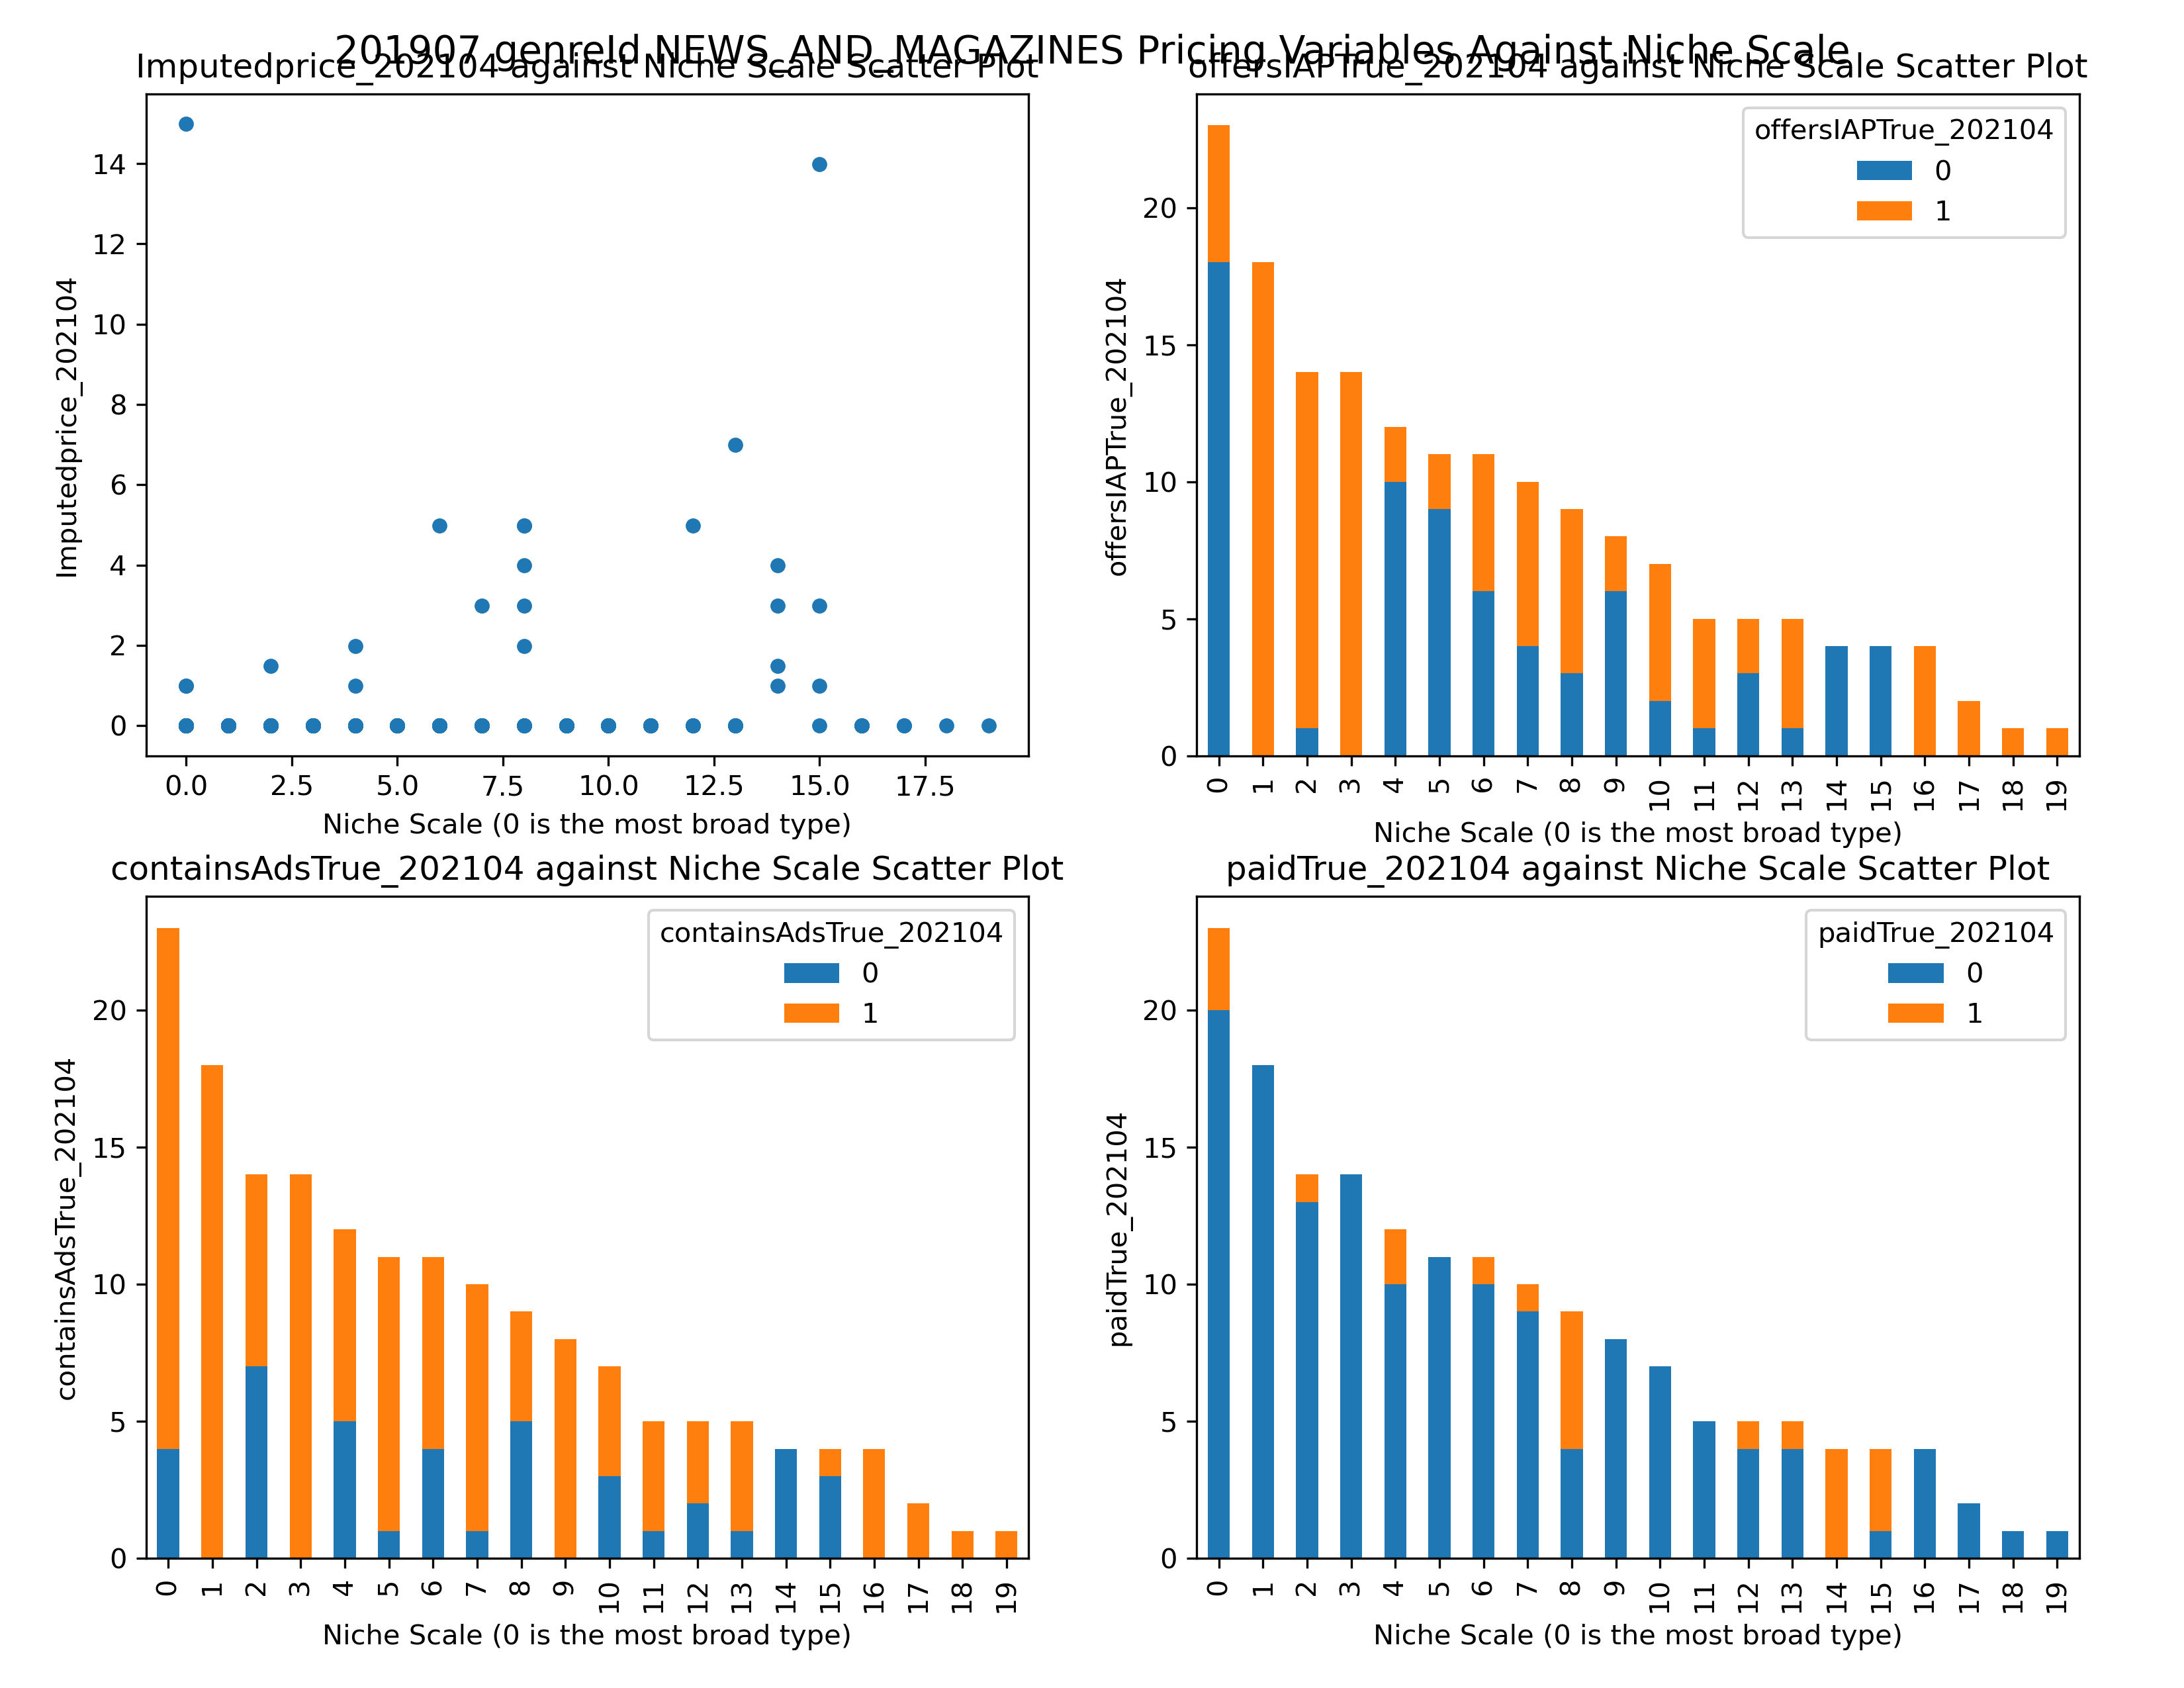 201907 genreId NEWS_AND_MAGAZINES Pricing Variables Against Niche Scale
Imputedprice_202104 against Niche Scale Scatter Plot
Imputedprice_202104
14
12
10
8
6
4
2
0
0.0 2.5 5.0 7.5 10.0 12.5 15.0 17.5
Niche Scale (0 is the most broad type)
offersIAPTrue_202104 against Niche Scale Scatter Plot
offersIAPTrue_202104
0
1
offersIAPTrue_202104
20
15
10
5
0
0 1 2 3 4 5 6 7 8 9 10 11 12 13 14 15 16 17 18 19
Niche Scale (0 is the most broad type)
containsAdsTrue_202104 against Niche Scale Scatter Plot
containsAdsTrue_202104
0
1
containsAdsTrue_202104
20
15
10
5
0
0 1 2 3 4 5 6 7 8 9 10 11 12 13 14 15 16 17 18 19
Niche Scale (0 is the most broad type)
paidTrue_202104 against Niche Scale Scatter Plot
paidTrue_202104
0
1
paidTrue_202104
20
15
10
5
0
0 1 2 3 4 5 6 7 8 9 10 11 12 13 14 15 16 17 18 19
Niche Scale (0 is the most broad type)